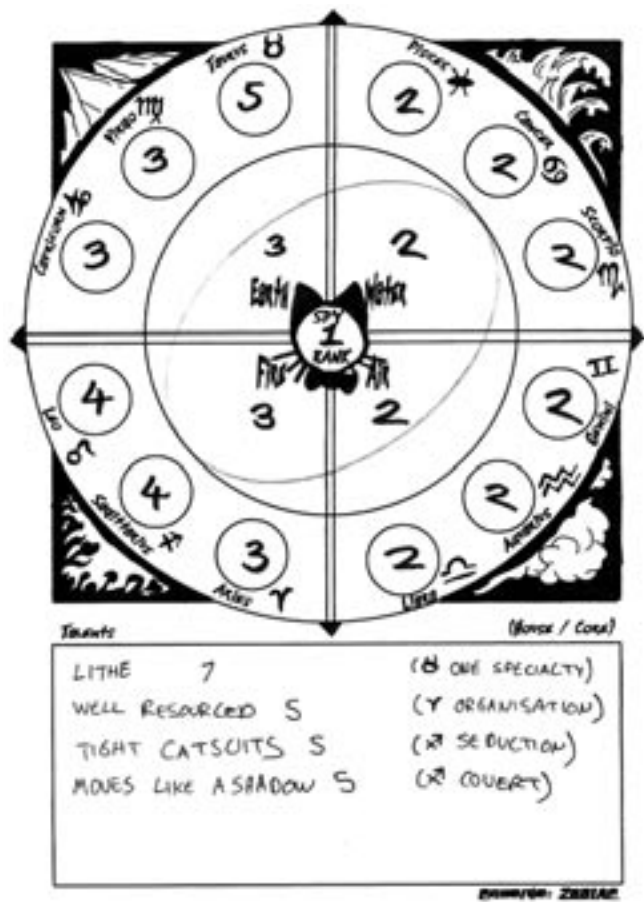 Taurus ♉ 5
Pisces ♓ 2
Virgo ♍ 3
Cancer ♋ 2
Capricorn ♑ 3
Scorpio ♏ 2
3 2
Earth Water
SPY
1
RANK
Fire Air
3 2
Leo ♌ 4
Gemini ♊ 2
Sagittarius ♐ 4
Aquarius ♒ 2
Aries ♈ 3
Libra ♎ 2
Talents (House / Core)
LITHE 7 (♉ ONE SPECIALTY)
WELL RESOURCED 5 (♈ ORGANISATION)
TIGHT CATSUITS 5 (♐ SEDUCTION)
MOVES LIKE A SHADOW 5 (♐ COVERT)
ZODIAC